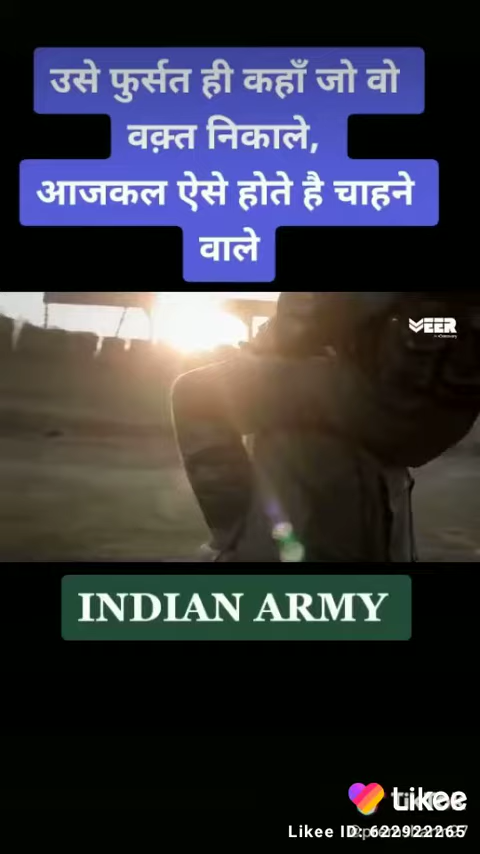 उसे फुर्सत ही कहाँ जो वो
वक़्त निकाले,
आजकल ऐसे होते है चाहने
वाले
VEER
INDIAN ARMY
Likee
Likee ID: 622922265